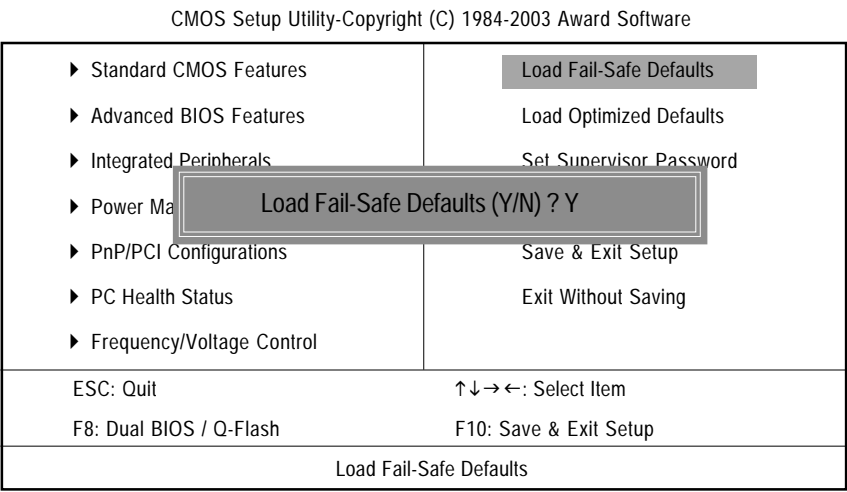 CMOS Setup Utility-Copyright (C) 1984-2003 Award Software
Standard CMOS Features
Advanced BIOS Features
Integrated Peripherals
Power Ma
PnP/PCI Configurations
PC Health Status
Frequency/Voltage Control
Load Fail-Safe Defaults
Load Optimized Defaults
Set Supervisor Password
Save & Exit Setup
Exit Without Saving
Load Fail-Safe Defaults (Y/N) ? Y
ESC: Quit
↑↓→←: Select Item
F8: Dual BIOS / Q-Flash
F10: Save & Exit Setup
Load Fail-Safe Defaults